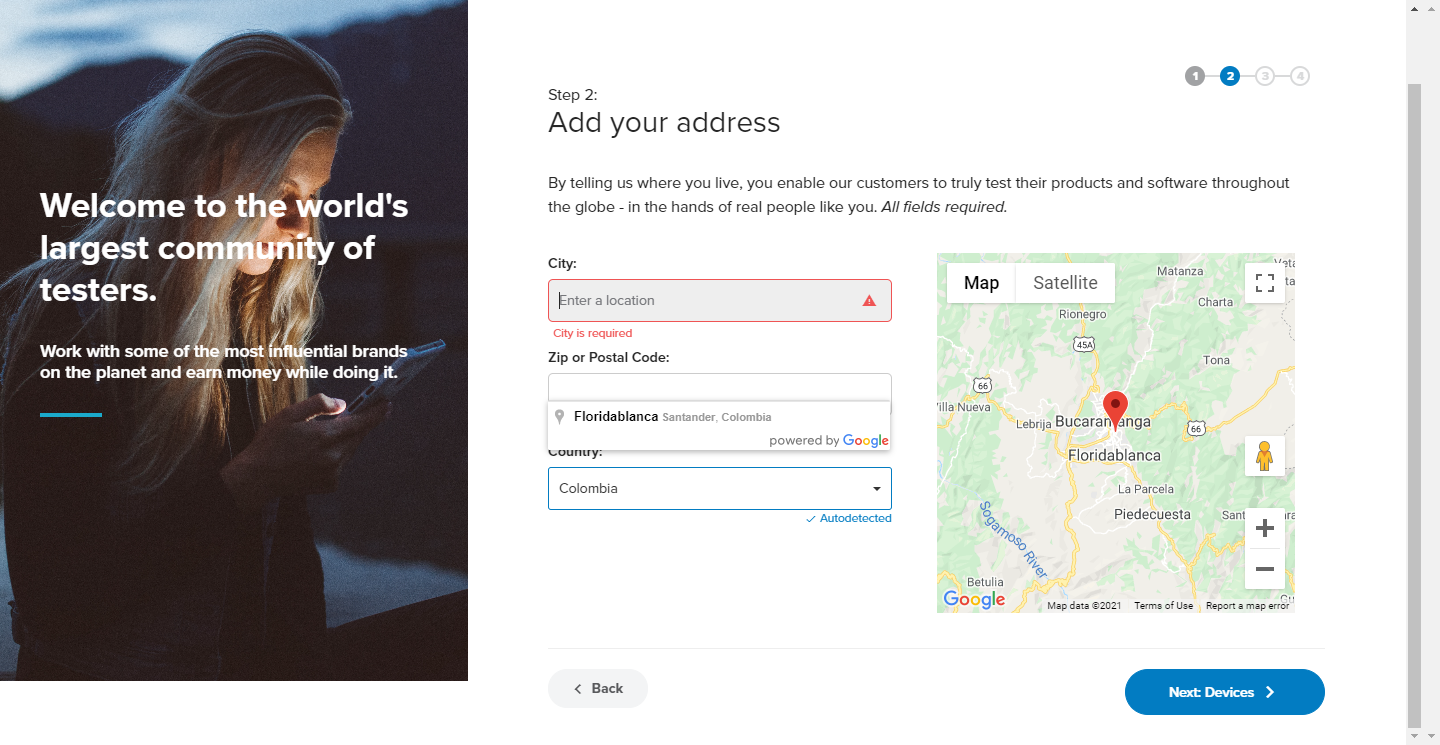 Welcome to the world's
largest community of
testers.
Work with some of the most influential brands
on the planet and earn money while doing it.
1 2 3 4
Step 2:
Add your address
By telling us where you live, you enable our customers to truly test their products and software throughout
the globe - in the hands of real people like you. All fields required.
City:
Enter a location
City is required
Zip or Postal Code:
Floridablanca Santander, Colombia
powered by Google
Country:
Colombia
Autodetected
Map Satellite
Matanza
Charta
Rionegro
45A
Tona
66
illa Nueva
Lebrija
Bucaramanga
66
Floridablanca
La Parcela
Piedecuesta
Sogamoso River
Betulia
Google
Map data ©2021 Terms of Use Report a map error
Back
Next: Devices